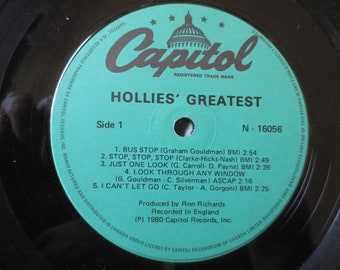 Capitol
REGISTERED TRADE MARK
HOLLIES' GREATEST
Side 1
N - 16056
1. BUS STOP (Graham Gouldman) BMI 2:54
2. STOP, STOP, STOP (Clarke-Hicks-Nash) BMI 2:49
3. JUST ONE LOOK (G. Carroll- D. Payne) BMI 2:28
4. LOOK THROUGH ANY WINDOW
(G. Gouldman - C. Silverman) ASCAP 2:16
5. I CAN'T LET GO (C. Taylor - A. Gorgoni) BMI 2:25
Produced by Ron Richards
Recorded In England
(P) 1980 Capitol Records, Inc.